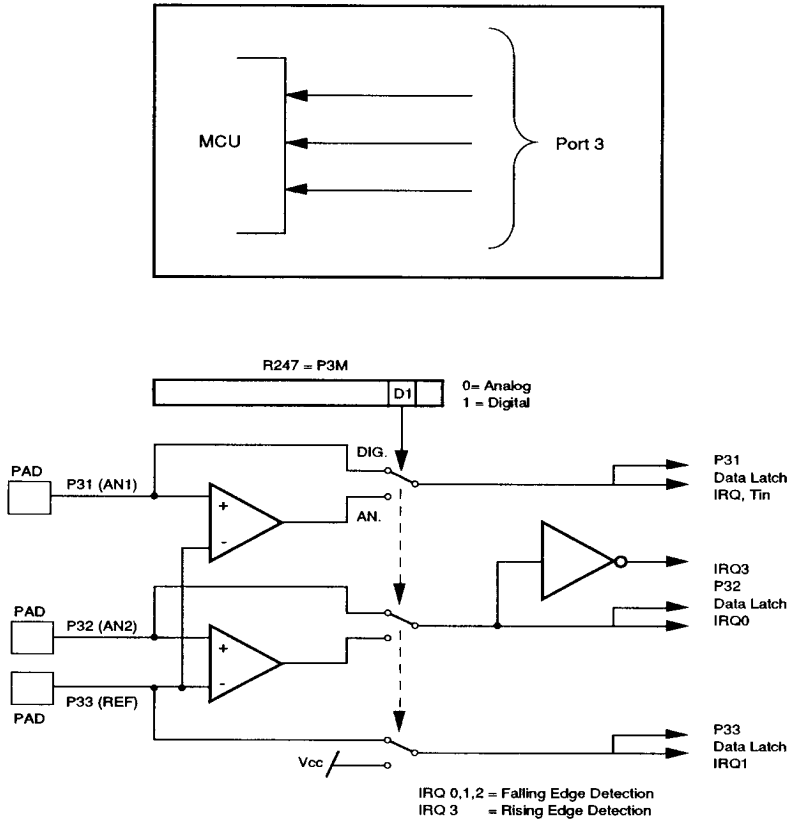 MCU
Port 3
R247 = P3M
D1
0= Analog
1 = Digital
DIG.
PAD
P31 (AN1)
+
-
AN.
P31
Data Latch
IRQ, Tin
IRQ3
PAD
P32 (AN2)
+
-
P32
Data Latch
IRQ0
P33 (REF)
PAD
Vcc
P33
Data Latch
IRQ1
IRQ 0,1,2 = Falling Edge Detection
IRQ 3 = Rising Edge Detection